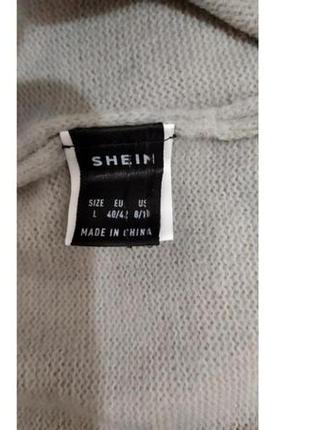 SHEIN
SIZE EU US
L 40/42 8/10
MADE IN CHINA